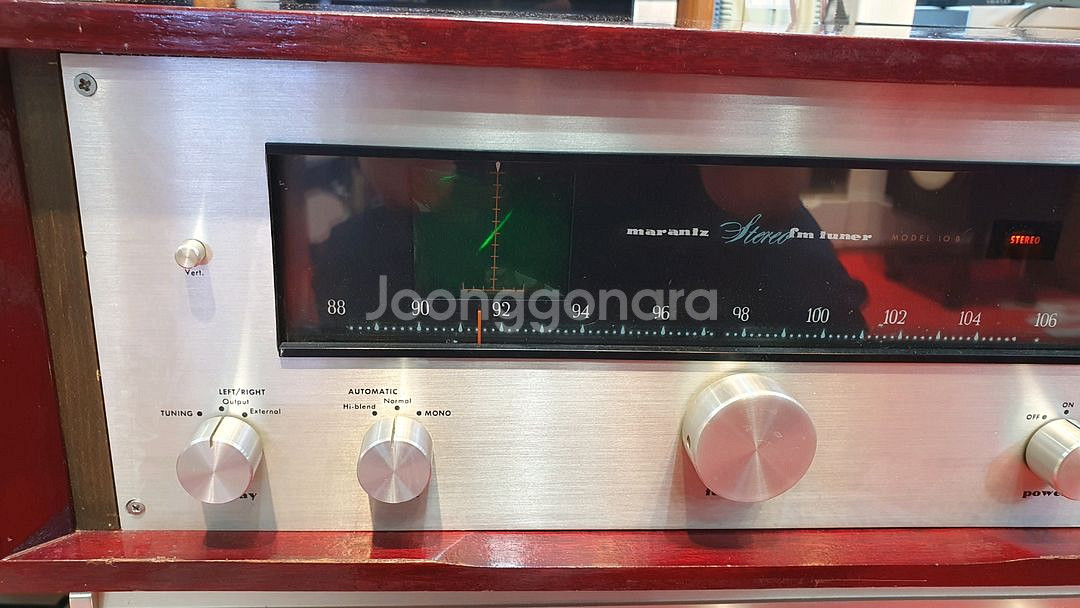 marantz Stereo fm tuner MODEL 10 B
STEREO
Vert.
Joonggonara
88 90 92 94 96 98 100 102 104 106
LEFT/RIGHT
TUNING Output External
AUTOMATIC
Hi-blend Normal MONO
OFF ON